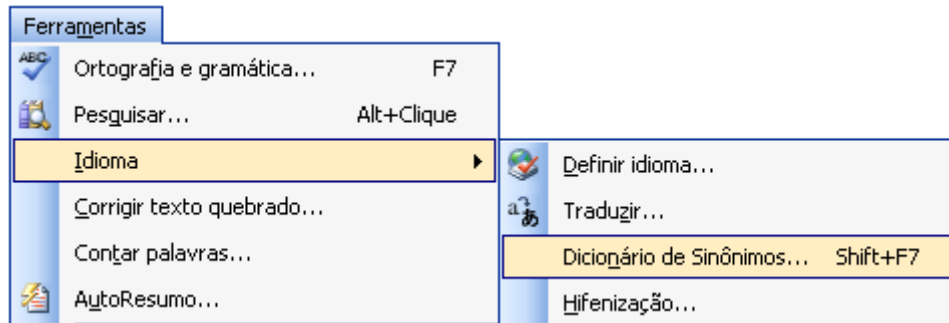 Ferramentas
ABC
Ortografia e gramática... F7
Pesquisar... Alt+Clique
Idioma
Definir idioma...
Corrigir texto quebrado...
Traduzir...
Contar palavras...
Dicionário de Sinônimos... Shift+F7
AutoResumo...
Hifenização...